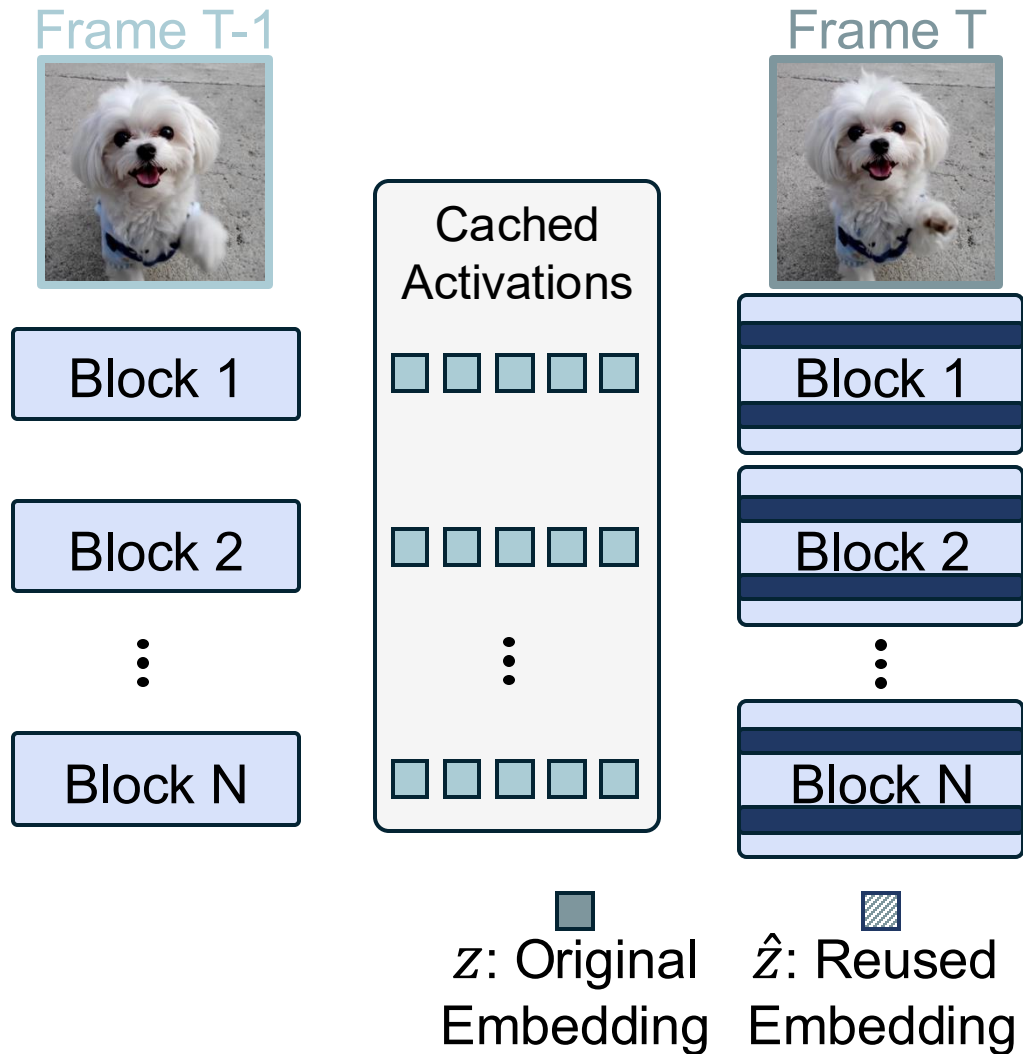 Frame T-1
Frame T
Cached
Activations
Block 1
Block 1
Block 2
Block 2
Block N
Block N
z: Original
Embedding
ẑ: Reused
Embedding